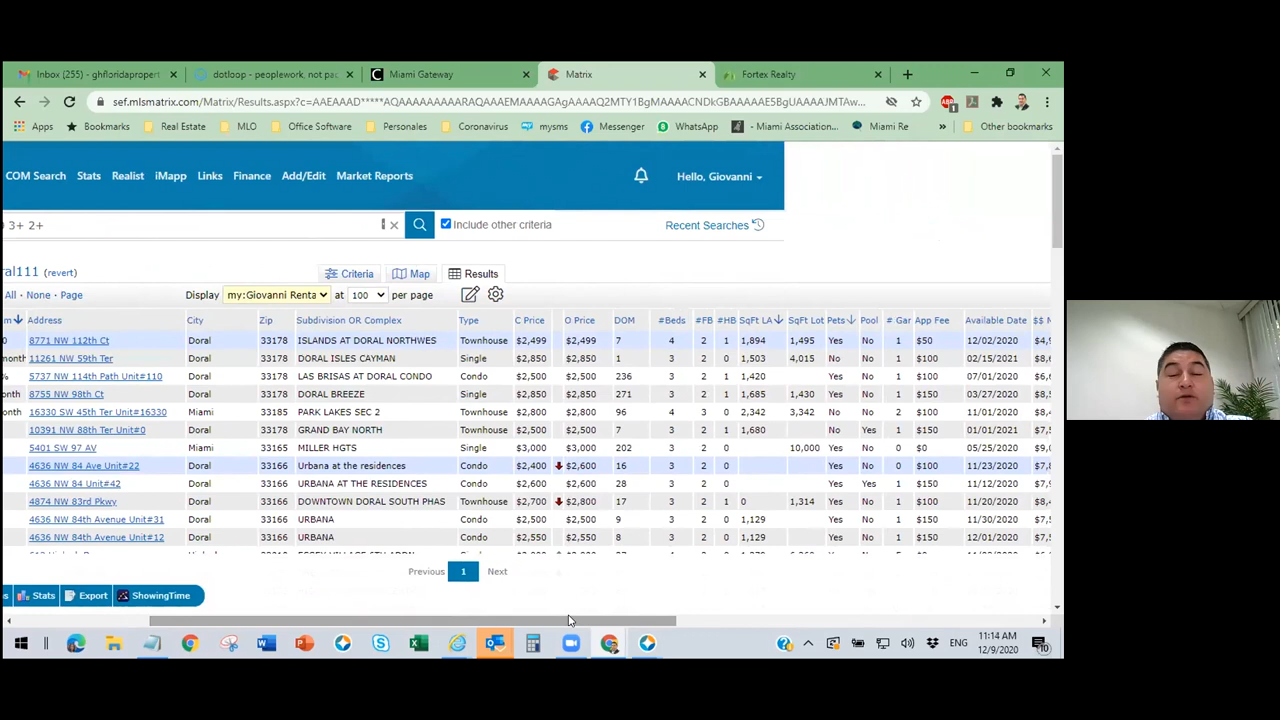 Inbox (255) - ghfloridapropert
dotloop - peoplework, not pa
Miami Gateway
Matrix
Fortex Realty
sef.mlsmatrix.com/Matrix/Results.aspx?c=AAEAAAD*****AQAAAAAAAAARAQAAAEMAAAAGAgAAAAQ2MTY1BgMAAAACNDkGBAAAAAE5BgUAAAAJMTAw...
Apps Bookmarks Real Estate MLO Office Software Personales Coronavirus mysms Messenger WhatsApp - Miami Association... Miami Re » Other bookmarks
COM Search Stats Realist iMapp Links Finance Add/Edit Market Reports Hello, Giovanni
3+ 2+ Include other criteria Recent Searches
ral111 (revert) Criteria Map Results
All · None · Page Display my:Giovanni Renta at 100 per page
Address City Zip Subdivision OR Complex Type C Price O Price DOM #Beds #FB #HB SqFt LA SqFt Lot Pets Pool # Gar App Fee Available Date $$ M
8771 NW 112th Ct Doral 33178 ISLANDS AT DORAL NORTHWES Townhouse $2,499 $2,499 7 4 2 1 1,894 1,495 Yes No 1 $50 12/02/2020
month 11261 NW 59th Ter Doral 33178 DORAL ISLES CAYMAN Single $2,850 $2,850 1 3 2 0 1,503 4,015 No No 1 $100 02/15/2021
% 5737 NW 114th Path Unit#110 Doral 33178 LAS BRISAS AT DORAL CONDO Condo $2,500 $2,500 236 3 2 0 1,420 Yes No 1 $100 07/01/2020
8755 NW 98th Ct Doral 33178 DORAL BREEZE Single $2,850 $2,850 271 3 2 1 1,685 1,430 Yes No 1 $150 03/27/2020
month 16330 SW 45th Ter Unit#16330 Miami 33185 PARK LAKES SEC 2 Townhouse $2,800 $2,800 96 4 3 0 2,342 3,342 No No 2 $100 11/01/2020
10391 NW 88th Ter Unit#0 Doral 33178 GRAND BAY NORTH Townhouse $2,500 $2,500 7 3 2 1 1,680 No Yes 1 $150 01/01/2021
5401 SW 97 AV Miami 33165 MILLER HGTS Single $3,000 $3,000 202 3 2 0 10,000 Yes No 0 $0 05/25/2020
4636 NW 84 Ave Unit#22 Doral 33166 Urbana at the residences Condo $2,400 $2,600 16 3 2 0 Yes No 0 $100 11/23/2020
4636 NW 84 Unit#42 Doral 33166 URBANA AT THE RESIDENCES Condo $2,600 $2,600 28 3 2 0 Yes Yes 1 $150 11/12/2020
4874 NW 83rd Pkwy Doral 33166 DOWNTOWN DORAL SOUTH PHAS Townhouse $2,700 $2,800 17 3 2 1 0 1,314 Yes No 1 $100 11/20/2020
4636 NW 84th Avenue Unit#31 Doral 33166 URBANA Condo $2,500 $2,500 9 3 2 0 1,129 Yes No 1 $150 11/30/2020
4636 NW 84th Avenue Unit#12 Doral 33166 URBANA Condo $2,550 $2,550 8 3 2 0 1,129 Yes No 1 $150 12/01/2020
Previous 1 Next
Stats Export ShowingTime
ENG 11:14 AM
12/9/2020